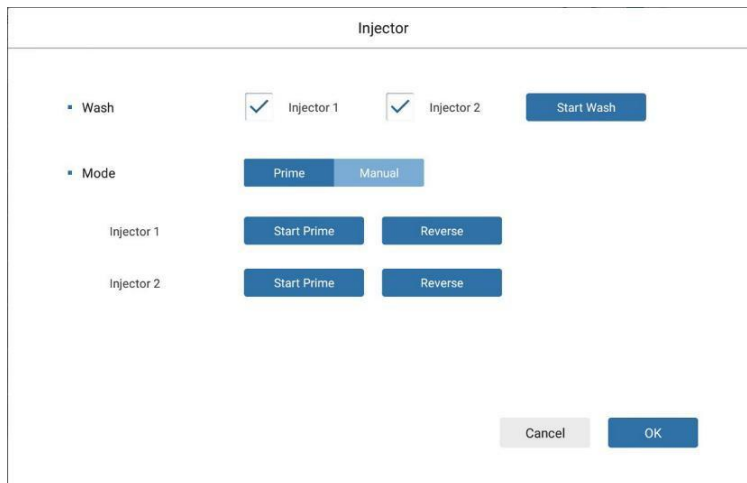 Injector
Wash Injector 1 Injector 2 Start Wash
Mode Prime Manual
Injector 1 Start Prime Reverse
Injector 2 Start Prime Reverse
Cancel OK